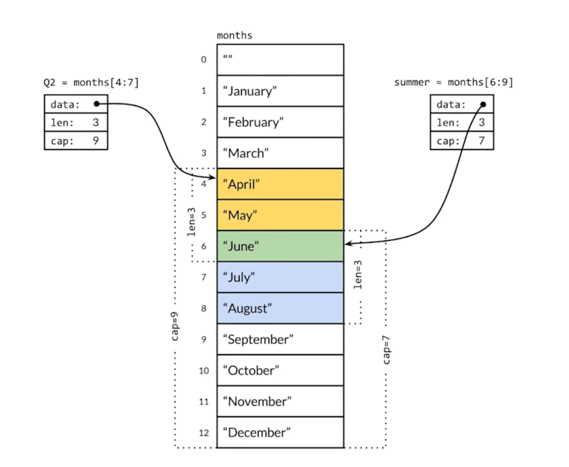 months
0 “”
Q2 = months[4:7]
data:
len: 3
cap: 9
summer = months[6:9]
data:
len: 3
cap: 7
1 “January”
2 “February”
3 “March”
4 “April”
5 “May”
6 “June”
7 “July”
8 “August”
9 “September”
10 “October”
11 “November”
12 “December”
len=3
cap=9
len=3
cap=7